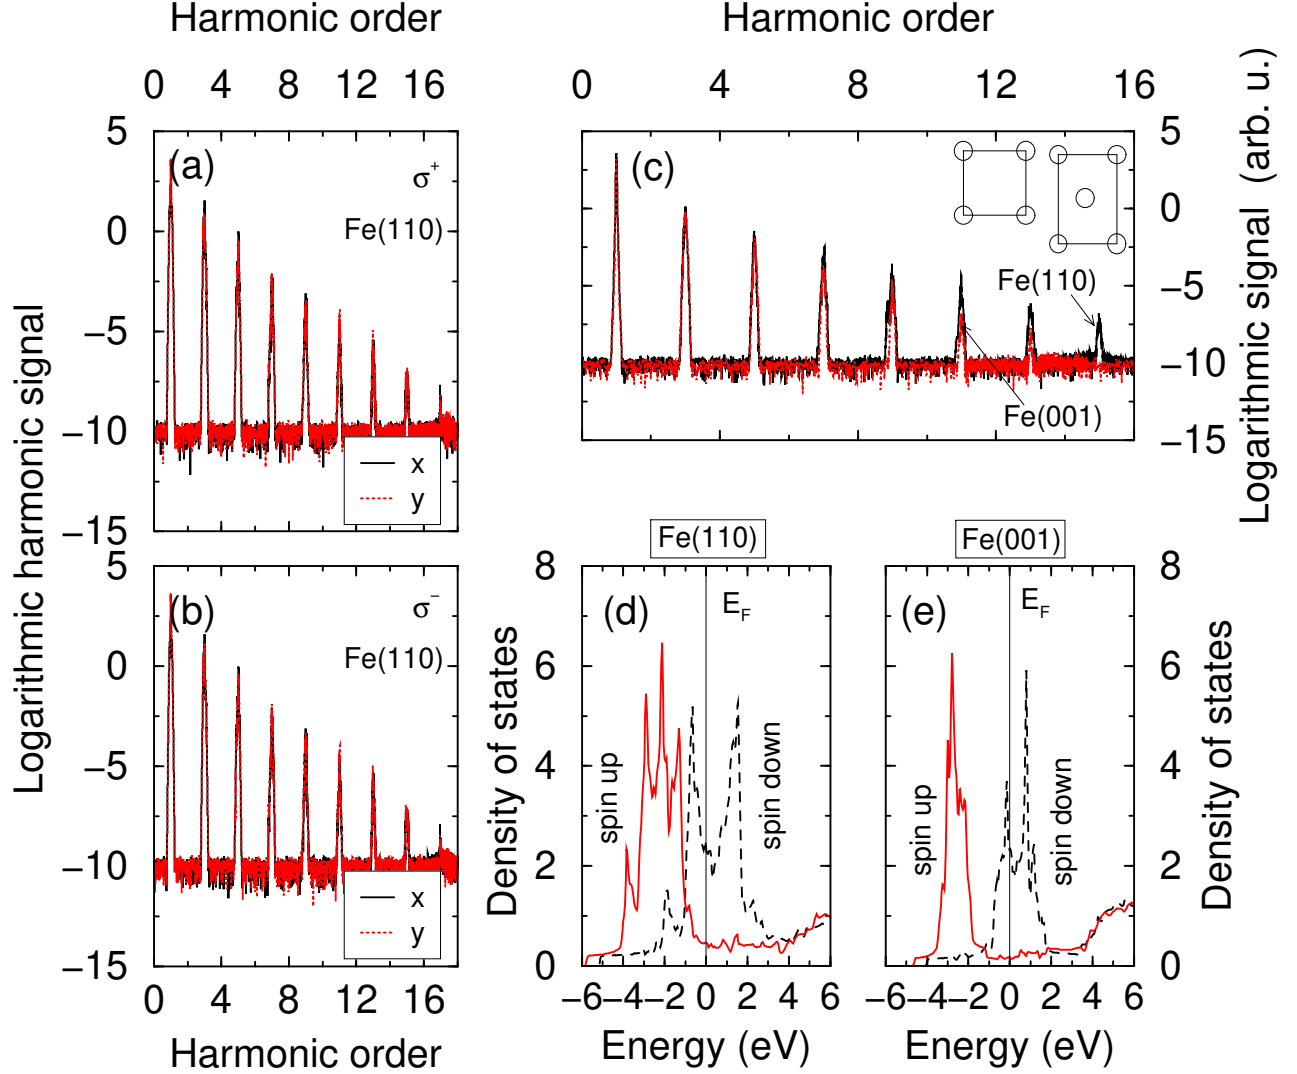 Harmonic order
Harmonic order
0 4 8 12 16
0 4 8 12 16
5
0
−5
−10
−15
(a)
σ+
Fe(110)
x
y
Logarithmic harmonic signal
(c)
Fe(110)
Fe(001)
5
0
−5
−10
−15
Logarithmic signal (arb. u.)
5
0
−5
−10
−15
(b)
σ−
Fe(110)
x
y
0 4 8 12 16
Harmonic order
Fe(110)
Fe(001)
8
6
4
2
0
Density of states
(d)
EF
spin up
spin down
−6 −4 −2 0 2 4 6
Energy (eV)
(e)
EF
spin up
spin down
8
6
4
2
0
Density of states
−6 −4 −2 0 2 4 6
Energy (eV)